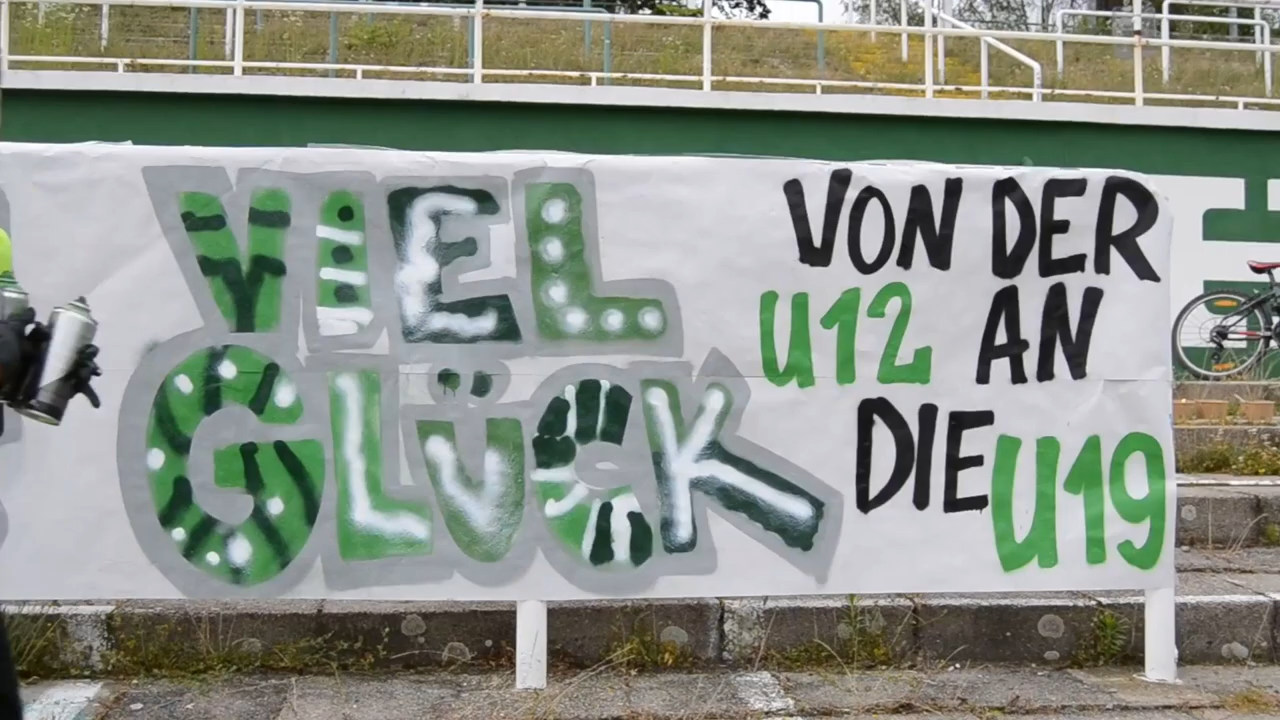 VIEL
GLÜCK
VON DER
U12 AN
DIE U19